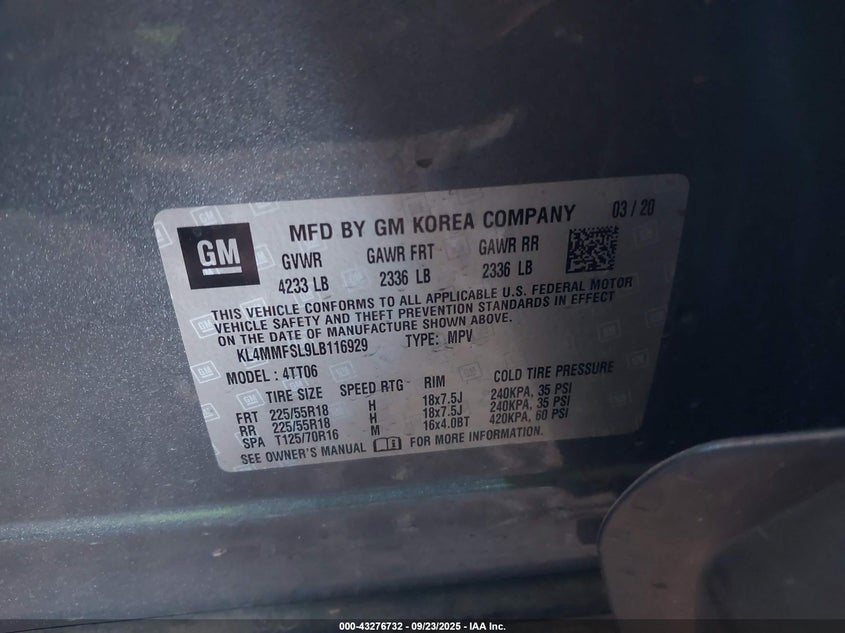 GM
MFD BY GM KOREA COMPANY 03 / 20
GVWR GAWR FRT GAWR RR
4233 LB 2336 LB 2336 LB
THIS VEHICLE CONFORMS TO ALL APPLICABLE U.S. FEDERAL MOTOR
VEHICLE SAFETY AND THEFT PREVENTION STANDARDS IN EFFECT
ON THE DATE OF MANUFACTURE SHOWN ABOVE.
KL4MMFSL9LB116929 TYPE: MPV
MODEL : 4TT06
TIRE SIZE SPEED RTG RIM COLD TIRE PRESSURE
FRT 225/55R18 H 18x7.5J 240KPA, 35 PSI
RR 225/55R18 H 18x7.5J 240KPA, 35 PSI
SPA T125/70R16 M 16x4.0BT 420KPA, 60 PSI
SEE OWNER'S MANUAL FOR MORE INFORMATION.
000-43276732 - 09/23/2025 - IAA Inc.